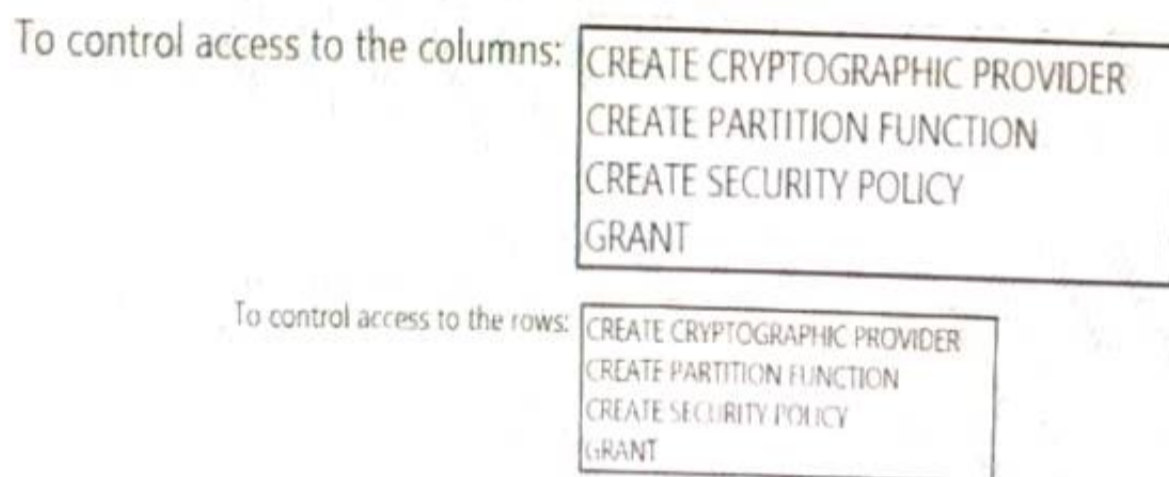 To control access to the columns:
CREATE CRYPTOGRAPHIC PROVIDER
CREATE PARTITION FUNCTION
CREATE SECURITY POLICY
GRANT
To control access to the rows:
CREATE CRYPTOGRAPHIC PROVIDER
CREATE PARTITION FUNCTION
CREATE SECURITY POLICY
GRANT